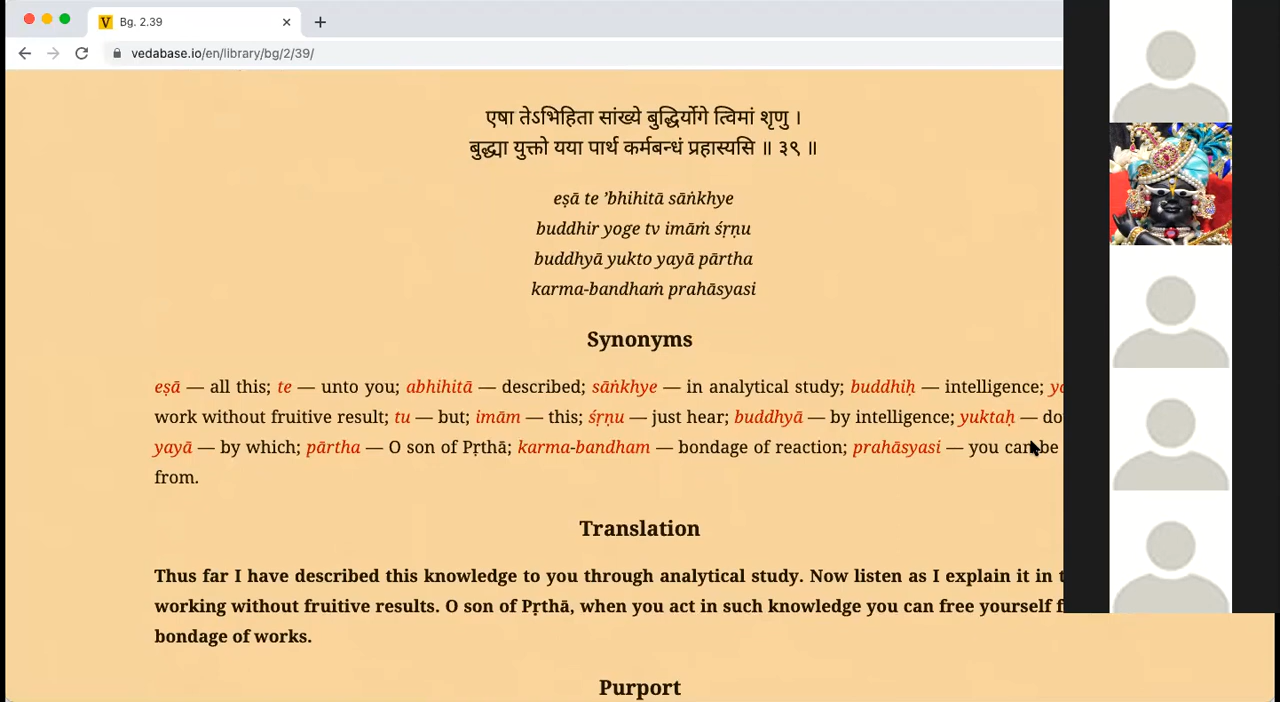 Bg. 2.39
vedabase.io/en/library/bg/2/39/
एषा तेऽभिहिता सांख्ये बुद्धिर्योगे त्विमां शृणु ।
बुद्ध्या युक्तो यया पार्थ कर्मबन्धं प्रहास्यसि ॥ ३९ ॥
eṣā te ’bhihitā sāṅkhye
buddhir yoge tv imāṁ śṛṇu
buddhyā yukto yayā pārtha
karma-bandhaṁ prahāsyasi
Synonyms
eṣā — all this; te — unto you; abhihitā — described; sāṅkhye — in analytical study; buddhiḥ — intelligence;
work without fruitive result; tu — but; imām — this; śṛṇu — just hear; buddhyā — by intelligence; yuktaḥ —
yayā — by which; pārtha — O son of Pṛthā; karma-bandham — bondage of reaction; prahāsyasi — you can be
from.
Translation
Thus far I have described this knowledge to you through analytical study. Now listen as I explain it in
working without fruitive results. O son of Pṛthā, when you act in such knowledge you can free yourself
bondage of works.
Purport